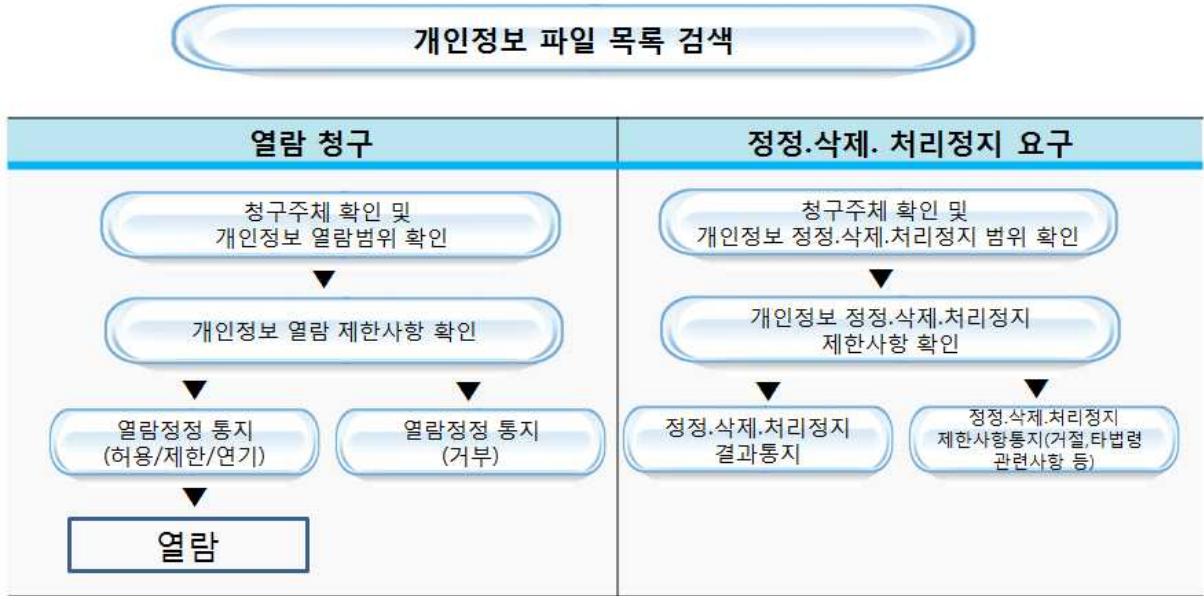 개인정보 파일 목록 검색
열람 청구
청구주체 확인 및
개인정보 열람범위 확인
개인정보 열람 제한사항 확인
열람정정 통지
(허용/제한/연기)
열람정정 통지
(거부)
열람
정정.삭제. 처리정지 요구
청구주체 확인 및
개인정보 정정.삭제.처리정지 범위 확인
개인정보 정정.삭제.처리정지
제한사항 확인
정정.삭제.처리정지
결과통지
정정.삭제.처리정지
제한사항통지(거절,타법령
관련사항 등)